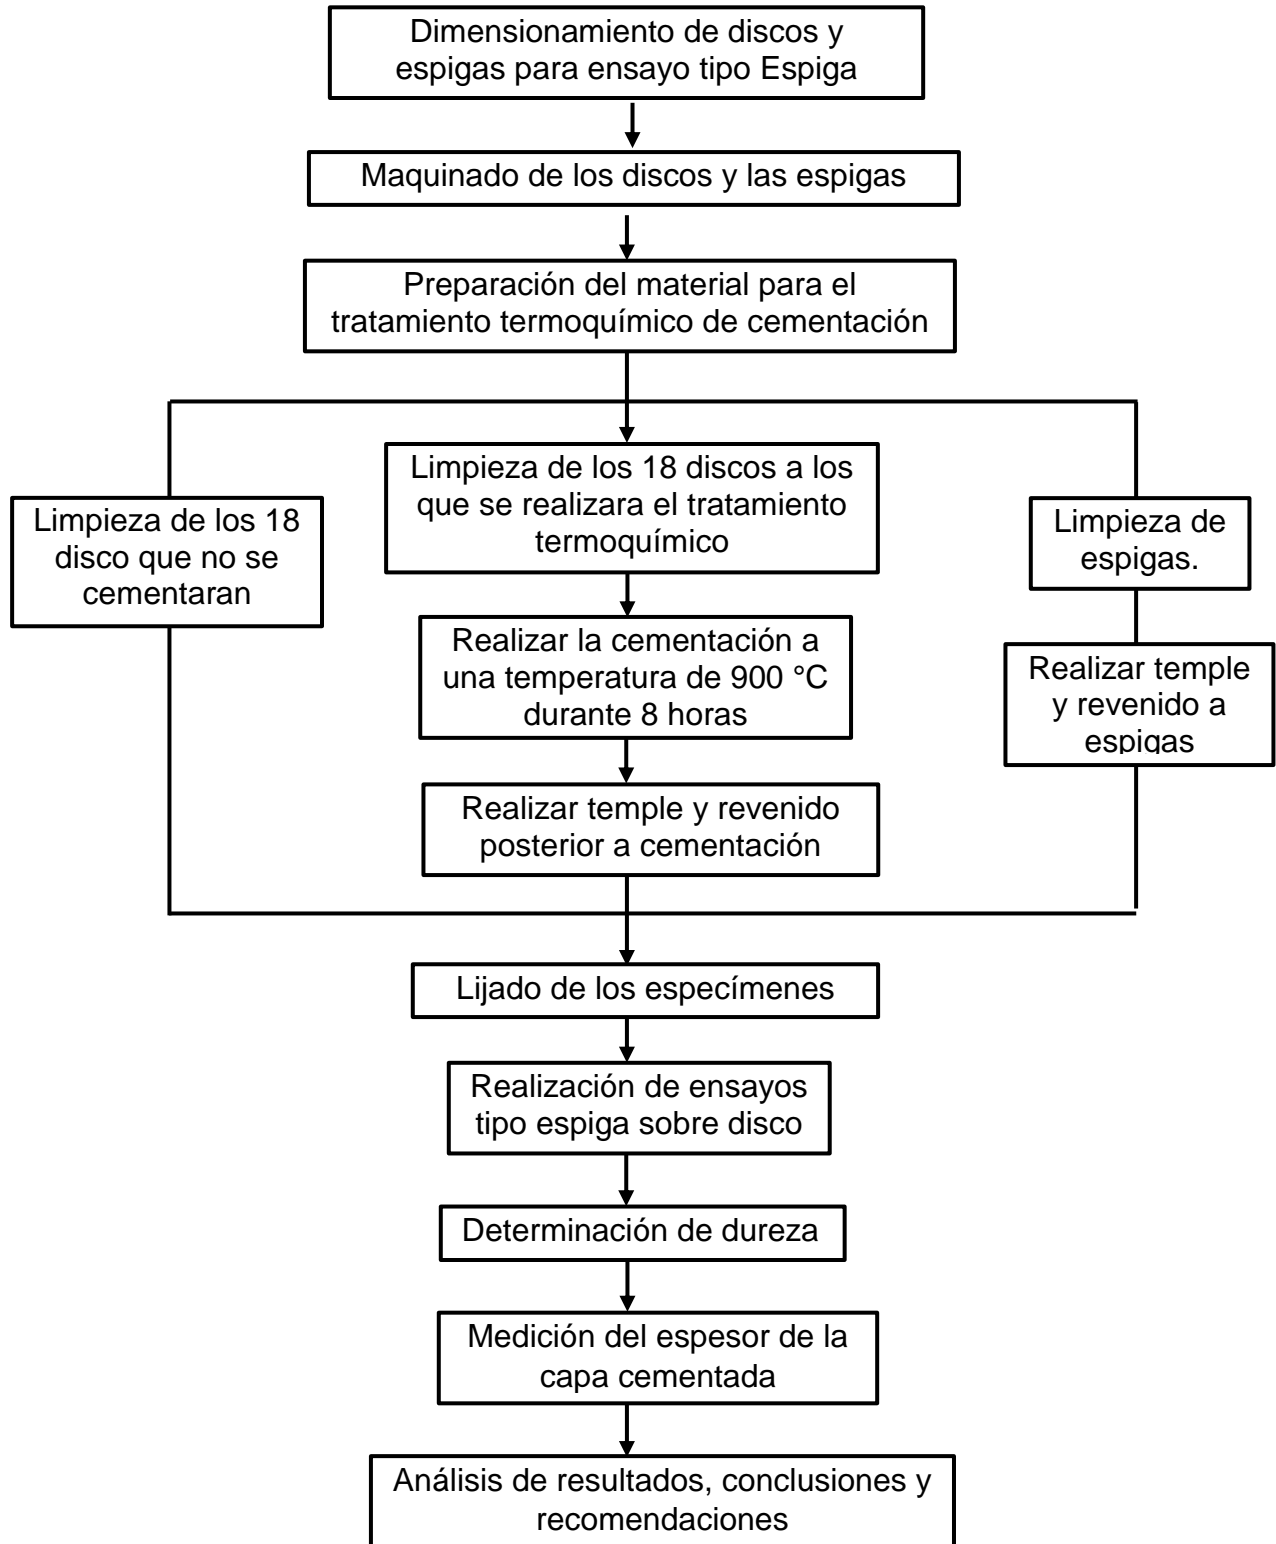 Dimensionamiento de discos y
espigas para ensayo tipo Espiga
Maquinado de los discos y las espigas
Preparación del material para el
tratamiento termoquímico de cementación
Limpieza de los 18
disco que no se
cementaran
Limpieza de los 18 discos a los
que se realizara el tratamiento
termoquímico
Realizar la cementación a
una temperatura de 900 °C
durante 8 horas
Realizar temple y revenido
posterior a cementación
Limpieza de
espigas.
Realizar temple
y revenido a
espigas
Lijado de los especímenes
Realización de ensayos
tipo espiga sobre disco
Determinación de dureza
Medición del espesor de la
capa cementada
Análisis de resultados, conclusiones y
recomendaciones